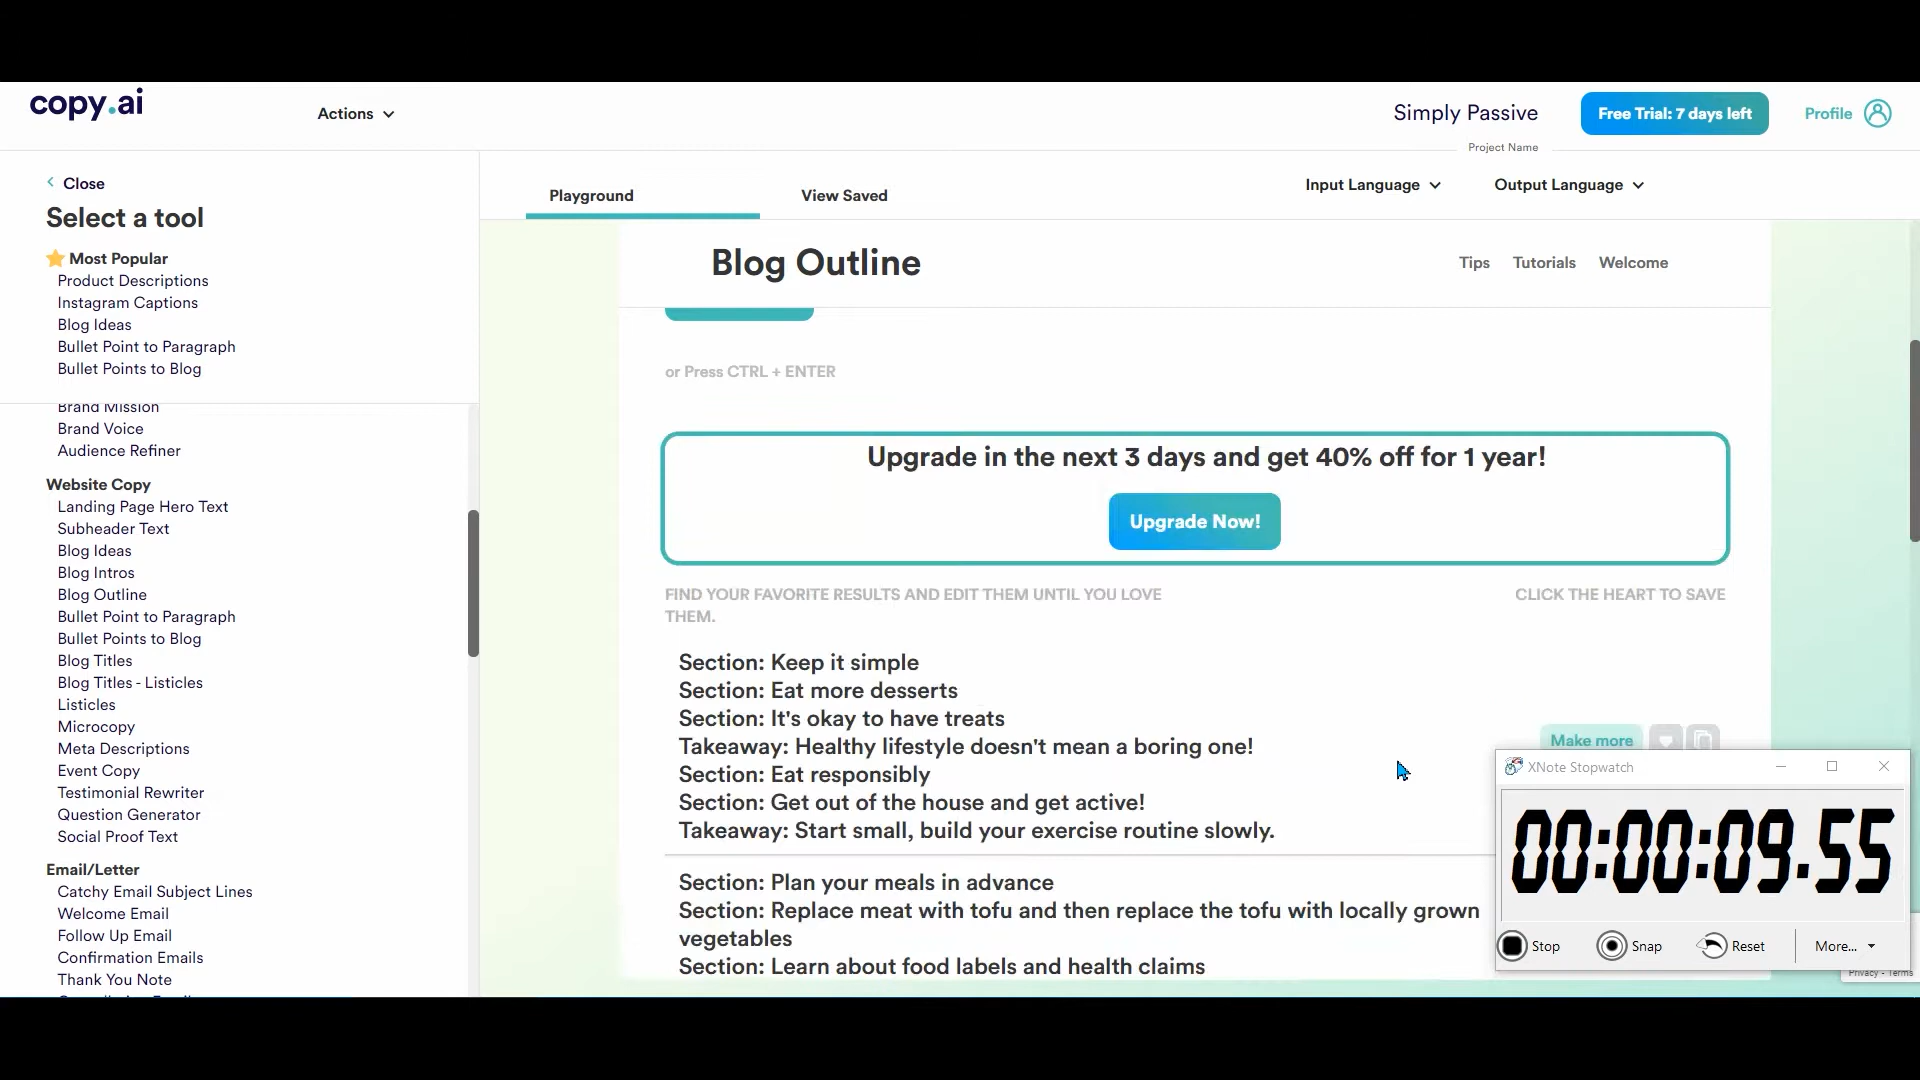 copy.ai
Actions
Simply Passive
Project Name
Free Trial: 7 days left
Profile
Close
Select a tool
Most Popular
Product Descriptions
Instagram Captions
Blog Ideas
Bullet Point to Paragraph
Bullet Points to Blog
Brand Mission
Brand Voice
Audience Refiner
Website Copy
Landing Page Hero Text
Subheader Text
Blog Ideas
Blog Intros
Blog Outline
Bullet Point to Paragraph
Bullet Points to Blog
Blog Titles
Blog Titles - Listicles
Listicles
Microcopy
Meta Descriptions
Event Copy
Testimonial Rewriter
Question Generator
Social Proof Text
Email/Letter
Catchy Email Subject Lines
Welcome Email
Follow Up Email
Confirmation Emails
Thank You Note
Playground
View Saved
Input Language
Output Language
Blog Outline
Tips
Tutorials
Welcome
or Press CTRL + ENTER
Upgrade in the next 3 days and get 40% off for 1 year!
Upgrade Now!
FIND YOUR FAVORITE RESULTS AND EDIT THEM UNTIL YOU LOVE
THEM.
CLICK THE HEART TO SAVE
Section: Keep it simple
Section: Eat more desserts
Section: It's okay to have treats
Takeaway: Healthy lifestyle doesn't mean a boring one!
Section: Eat responsibly
Section: Get out of the house and get active!
Takeaway: Start small, build your exercise routine slowly.
Make more
Section: Plan your meals in advance
Section: Replace meat with tofu and then replace the tofu with locally grown
vegetables
Section: Learn about food labels and health claims
XNote Stopwatch
00:00:09.55
Stop
Snap
Reset
More...
Privacy - Terms